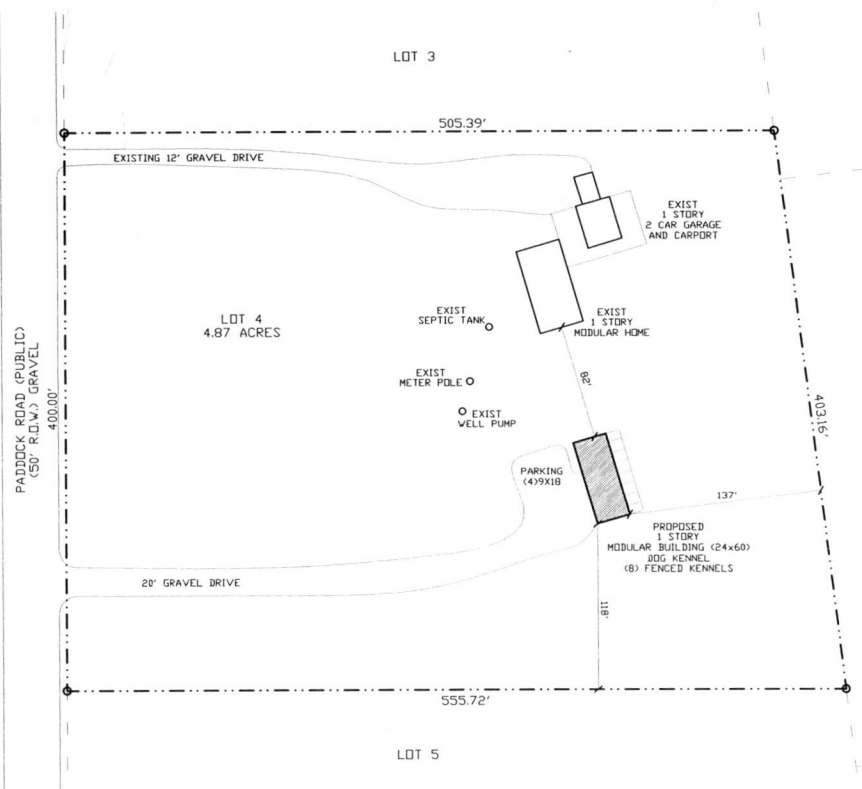 LOT 3
505.39'
EXISTING 12' GRAVEL DRIVE
EXIST
1 STORY
2 CAR GARAGE
AND CARPORT
LOT 4
4.87 ACRES
EXIST
SEPTIC TANK
EXIST
1 STORY
MODULAR HOME
EXIST
METER POLE
EXIST
WELL PUMP
82'
PADDOCK ROAD (PUBLIC)
(50' R.O.W.) GRAVEL
400.00'
403.16'
PARKING
(4)9X18
137'
PROPOSED
1 STORY
MODULAR BUILDING (24x60)
DOG KENNEL
(8) FENCED KENNELS
20' GRAVEL DRIVE
118'
555.72'
LOT 5